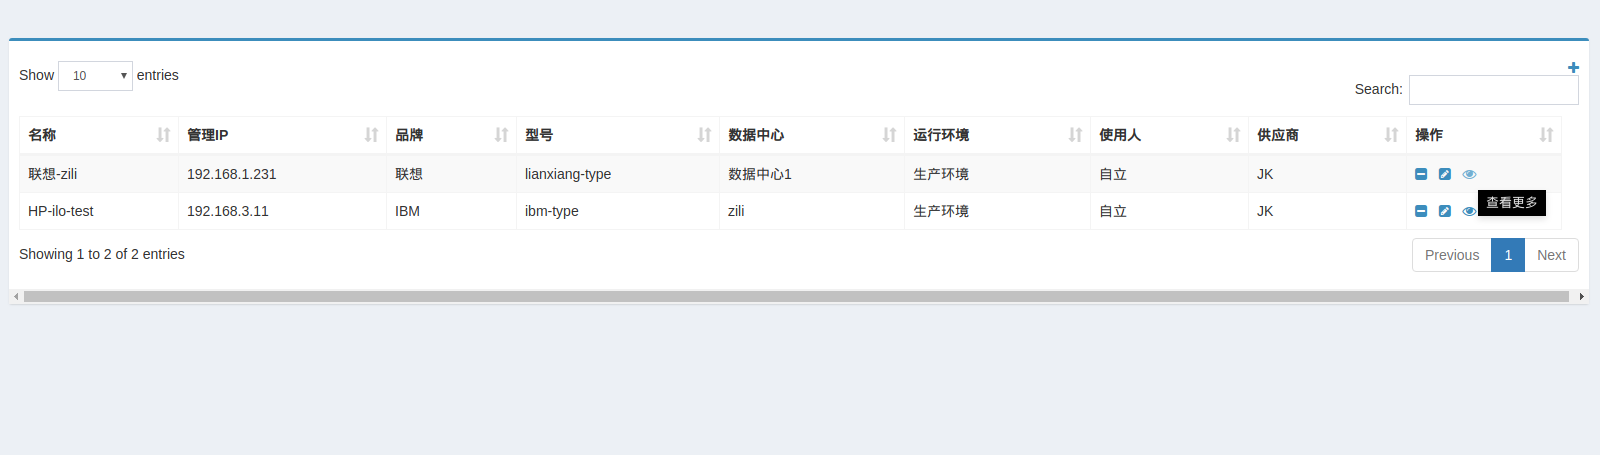 Show 10 entries
Search:
名称 管理IP 品牌 型号 数据中心 运行环境 使用人 供应商 操作
联想-zili 192.168.1.231 联想 lianxiang-type 数据中心1 生产环境 自立 JK
HP-ilo-test 192.168.3.11 IBM ibm-type zili 生产环境 自立 JK
查看更多
Showing 1 to 2 of 2 entries
Previous 1 Next